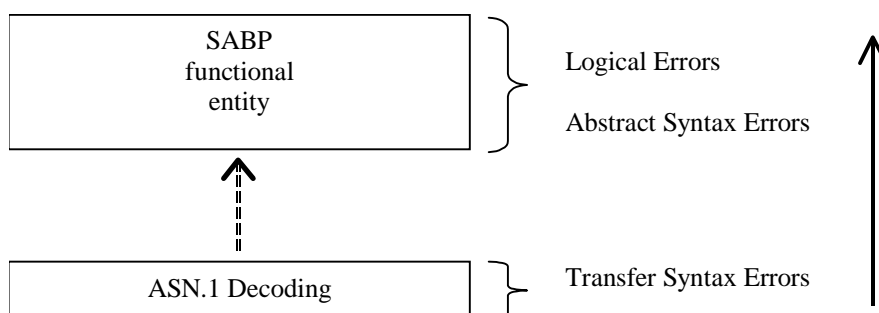 SABP
functional
entity
Logical Errors
Abstract Syntax Errors
ASN.1 Decoding
Transfer Syntax Errors